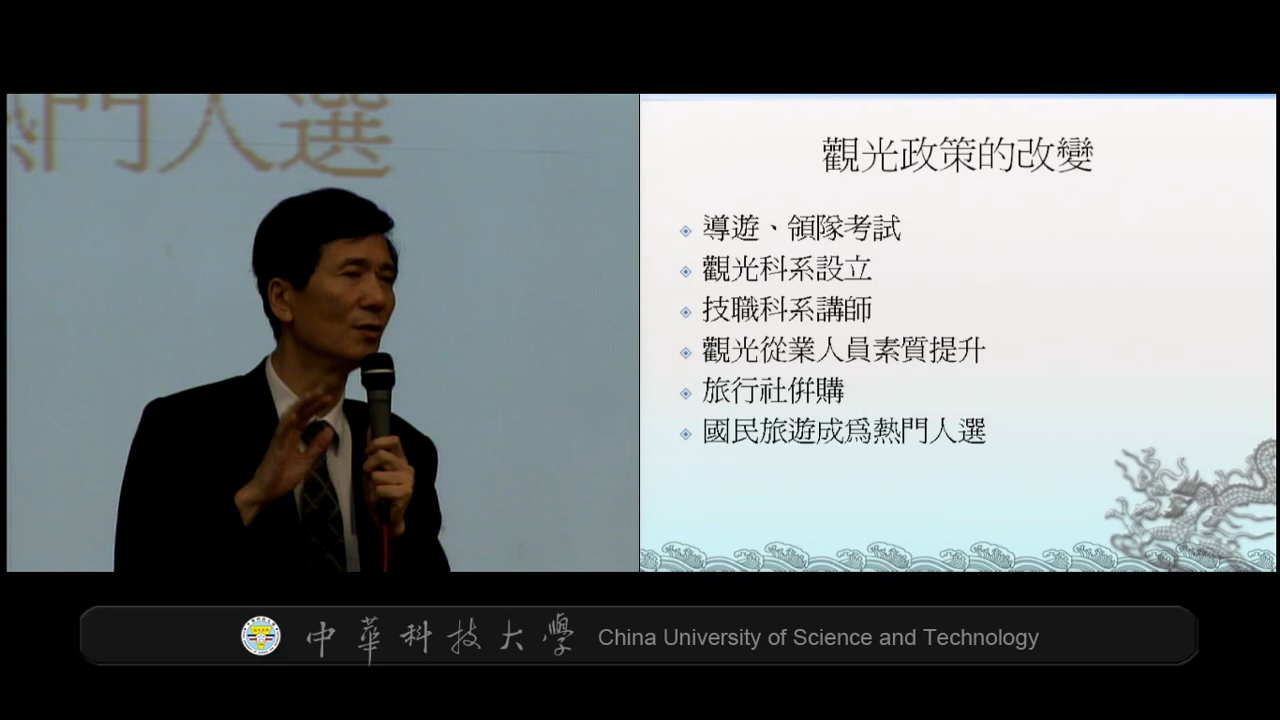 熱門人選
觀光政策的改變
導遊、領隊考試
觀光科系設立
技職科系講師
觀光從業人員素質提升
旅行社併購
國民旅遊成為熱門人選
中華科技大學 China University of Science and Technology